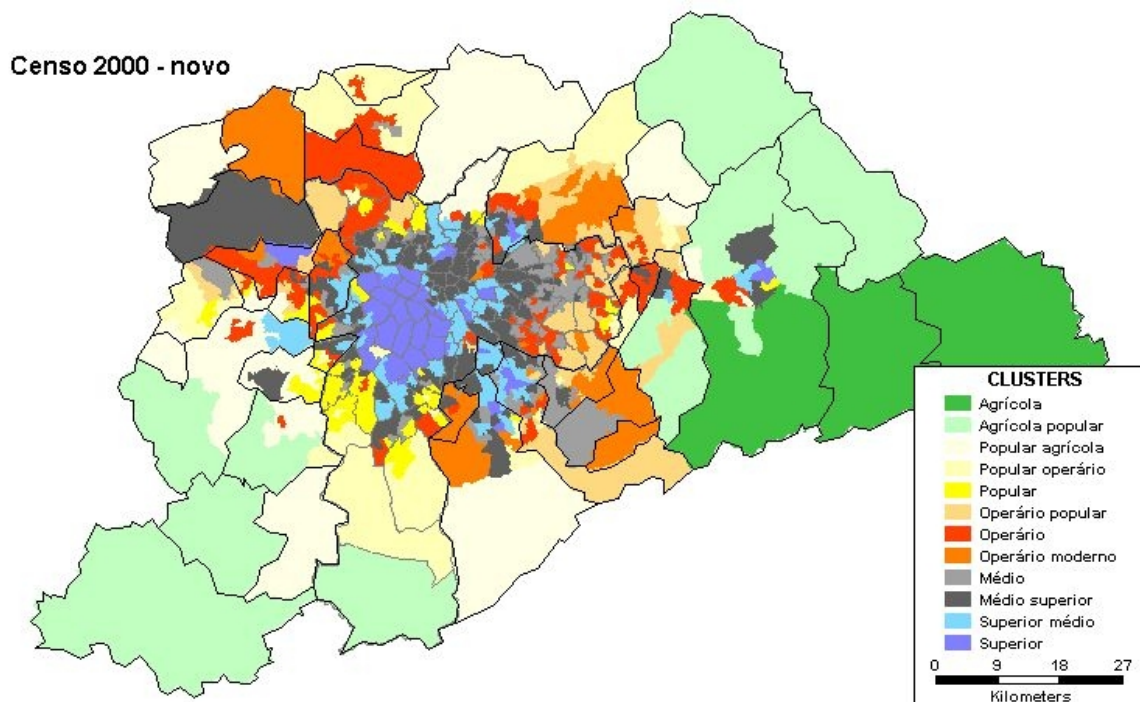 Censo 2000 - novo
CLUSTERS
Agrícola
Agrícola popular
Popular agrícola
Popular operário
Popular
Operário popular
Operário
Operário moderno
Médio
Médio superior
Superior médio
Superior
0 9 18 27
Kilometers